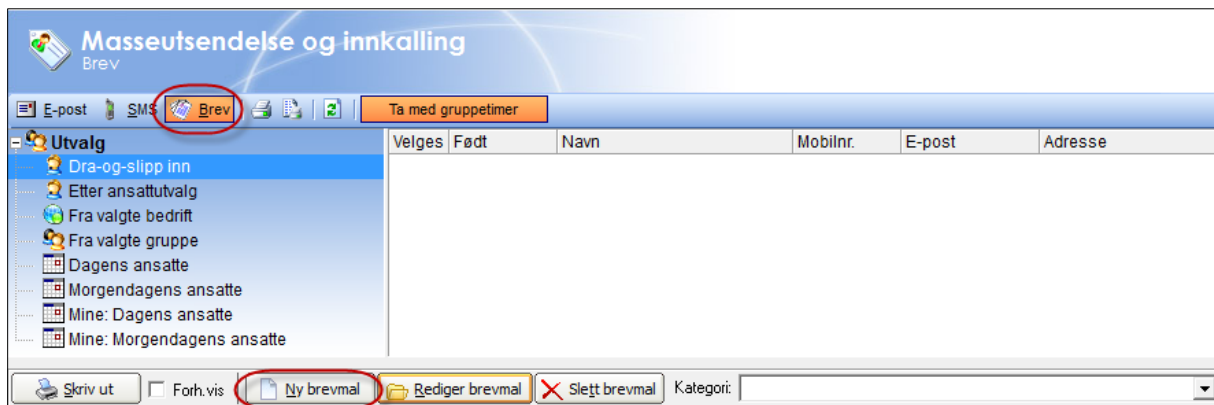 Masseutsendelse og innkalling
Brev
E-post SMS Brev Ta med gruppetimer
Utvalg
Dra-og-slipp inn
Etter ansattutvalg
Fra valgte bedrift
Fra valgte gruppe
Dagens ansatte
Morgendagens ansatte
Mine: Dagens ansatte
Mine: Morgendagens ansatte
Velges Født Navn Mobilnr. E-post Adresse
Skriv ut Forh.vis Ny brevmal Rediger brevmal Slett brevmal Kategori: